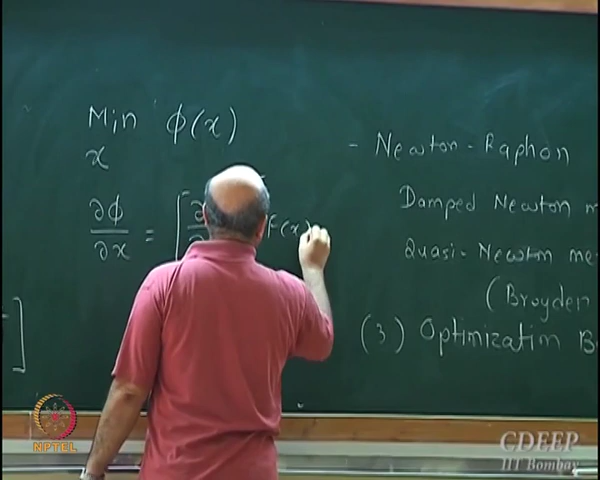 Min φ(x)
x
∂φ
∂x = [ F(x)
]
- Newton-Raphon
Damped Newton m
Quasi-Newton me
(Broyden
(3) Optimization B
NPTEL
CDEEP
IIT Bombay